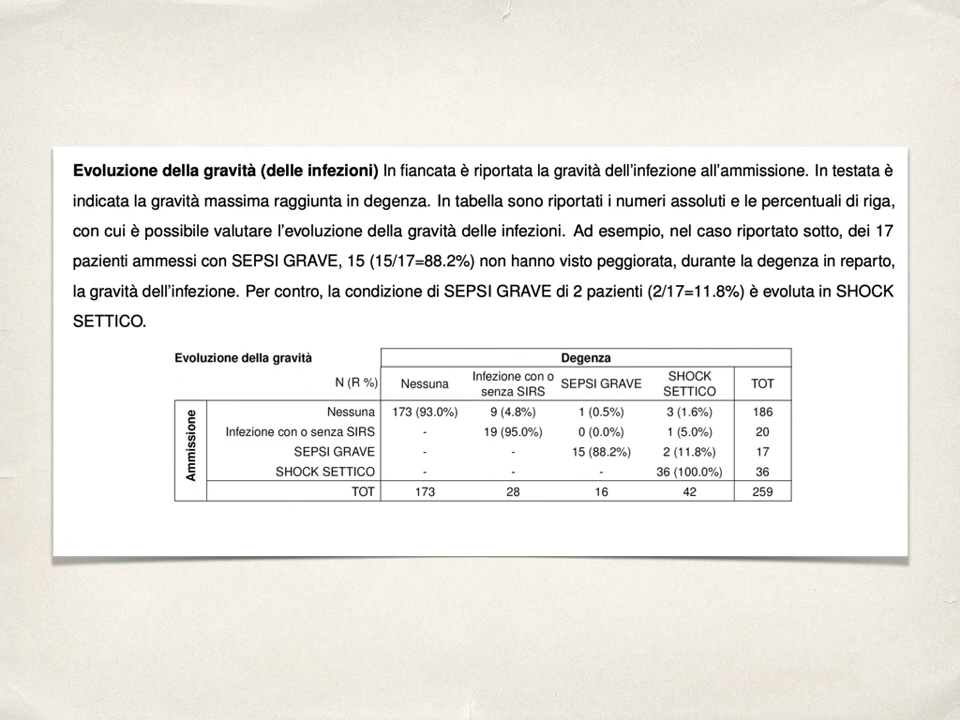 Evoluzione della gravità (delle infezioni) In fiancata è riportata la gravità dell'infezione all'ammissione. In testata è
indicata la gravità massima raggiunta in degenza. In tabella sono riportati i numeri assoluti e le percentuali di riga,
con cui è possibile valutare l'evoluzione della gravità delle infezioni. Ad esempio, nel caso riportato sotto, dei 17
pazienti ammessi con SEPSI GRAVE, 15 (15/17=88.2%) non hanno visto peggiorata, durante la degenza in reparto,
la gravità dell'infezione. Per contro, la condizione di SEPSI GRAVE di 2 pazienti (2/17=11.8%) è evoluta in SHOCK
SETTICO.
Evoluzione della gravità Degenza
N (R %) Nessuna Infezione con o senza SIRS SEPSI GRAVE SHOCK SETTICO TOT
Ammissione
Nessuna 173 (93.0%) 9 (4.8%) 1 (0.5%) 3 (1.6%) 186
Infezione con o senza SIRS - 19 (95.0%) 0 (0.0%) 1 (5.0%) 20
SEPSI GRAVE - - 15 (88.2%) 2 (11.8%) 17
SHOCK SETTICO - - - 36 (100.0%) 36
TOT 173 28 16 42 259